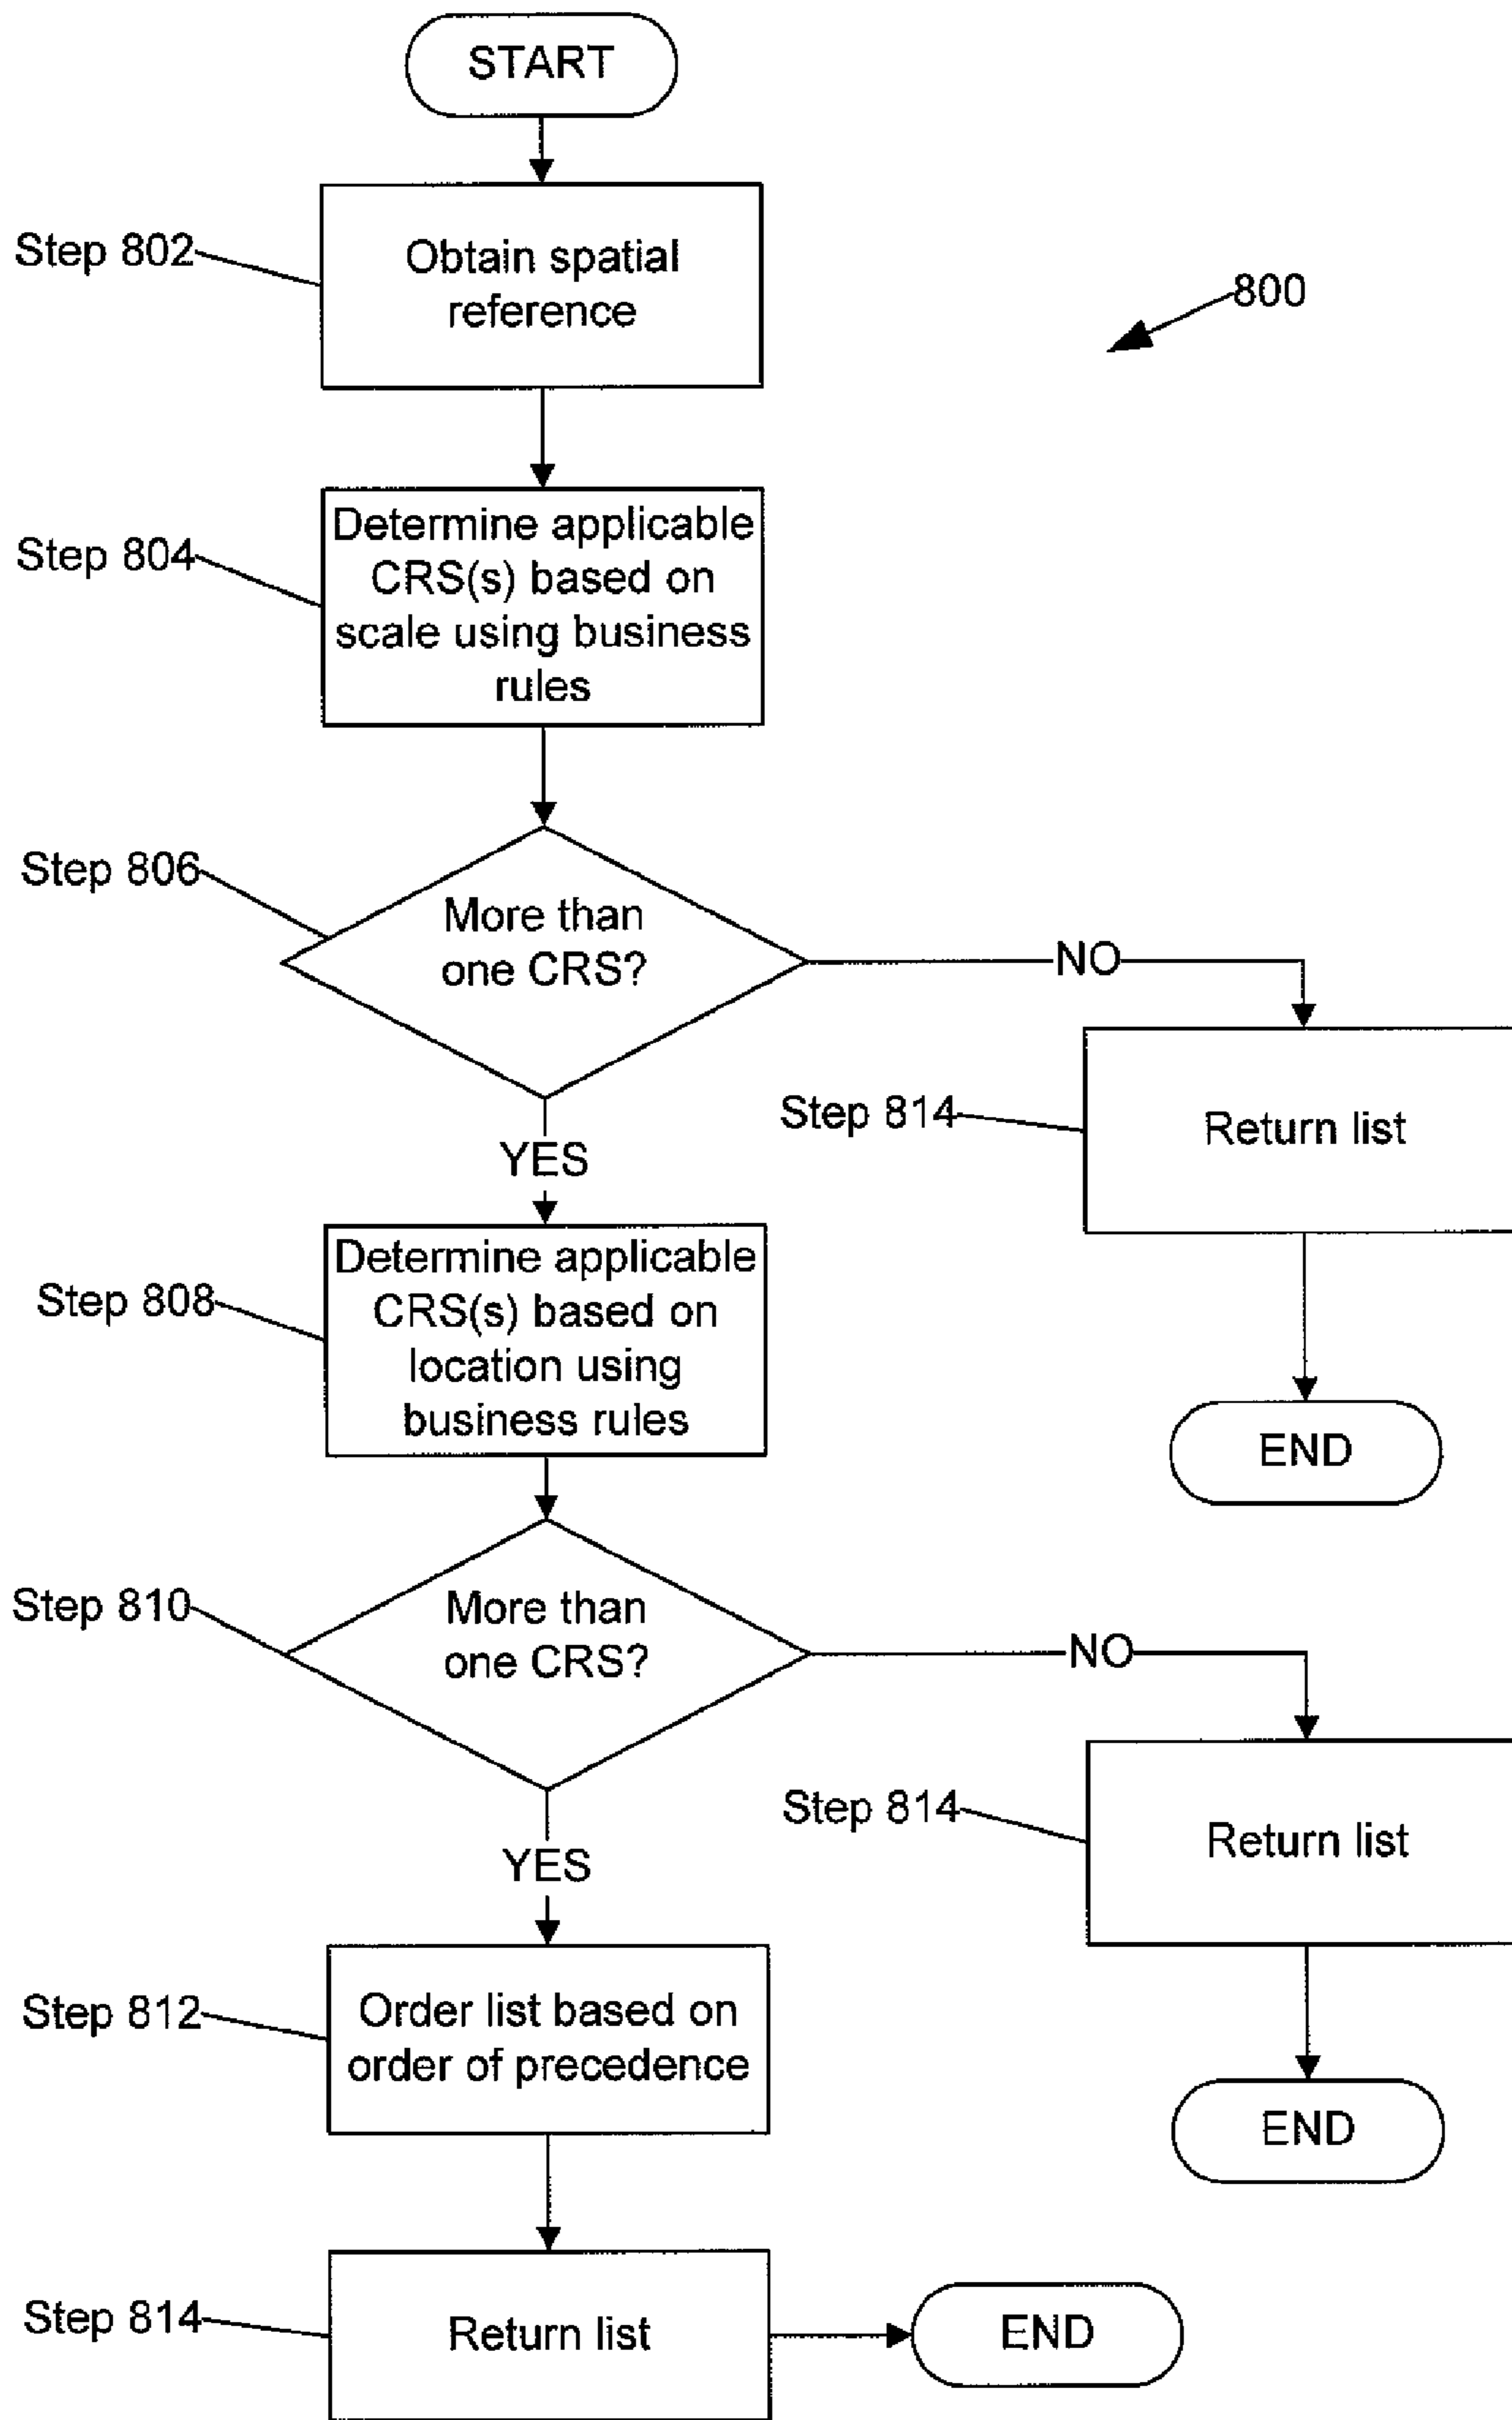 START
Step 802
Obtain spatial
reference
800
Step 804
Determine applicable
CRS(s) based on
scale using business
rules
Step 806
More than
one CRS?
NO
Step 814
Return list
END
YES
Step 808
Determine applicable
CRS(s) based on
location using
business rules
Step 810
More than
one CRS?
NO
Step 814
Return list
END
YES
Step 812
Order list based on
order of precedence
Step 814
Return list
END